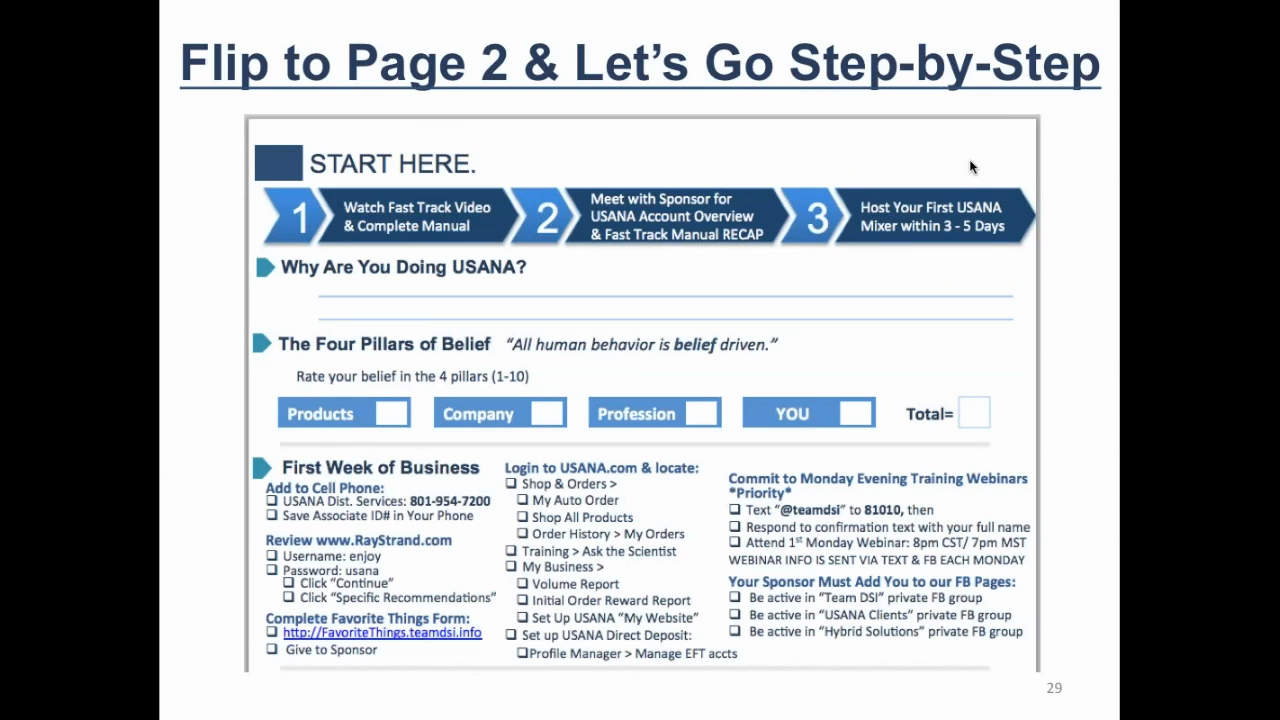 Flip to Page 2 & Let's Go Step-by-Step
START HERE.
1
Watch Fast Track Video
& Complete Manual
2
Meet with Sponsor for
USANA Account Overview
& Fast Track Manual RECAP
3
Host Your First USANA
Mixer within 3 - 5 Days
Why Are You Doing USANA?
The Four Pillars of Belief "All human behavior is belief driven."
Rate your belief in the 4 pillars (1-10)
Products Company Profession YOU Total=
First Week of Business
Add to Cell Phone:
USANA Dist. Services: 801-954-7200
Save Associate ID# in Your Phone
Review www.RayStrand.com
Username: enjoy
Password: usana
Click "Continue"
Click "Specific Recommendations"
Complete Favorite Things Form:
http://FavoriteThings.teamdsi.info
Give to Sponsor
Login to USANA.com & locate:
Shop & Orders >
My Auto Order
Shop All Products
Order History > My Orders
Training > Ask the Scientist
My Business >
Volume Report
Initial Order Reward Report
Set Up USANA "My Website"
Set up USANA Direct Deposit:
Profile Manager > Manage EFT accts
Commit to Monday Evening Training Webinars
*Priority*
Text "@teamdsi" to 81010, then
Respond to confirmation text with your full name
Attend 1st Monday Webinar: 8pm CST/ 7pm MST
WEBINAR INFO IS SENT VIA TEXT & FB EACH MONDAY
Your Sponsor Must Add You to our FB Pages:
Be active in "Team DSI" private FB group
Be active in "USANA Clients" private FB group
Be active in "Hybrid Solutions" private FB group
29